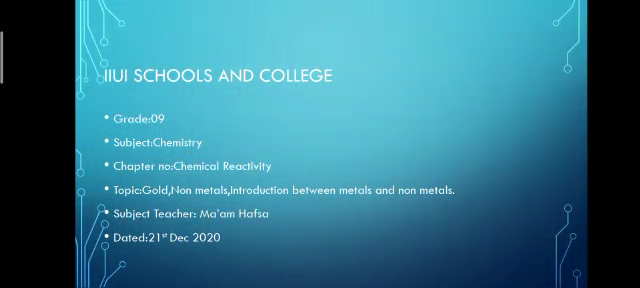 IIUI SCHOOLS AND COLLEGE
• Grade:09
• Subject:Chemistry
• Chapter no:Chemical Reactivity
• Topic:Gold,Non metals,Introduction between metals and non metals.
• Subject Teacher: Ma'am Hafsa
• Dated:21st Dec 2020